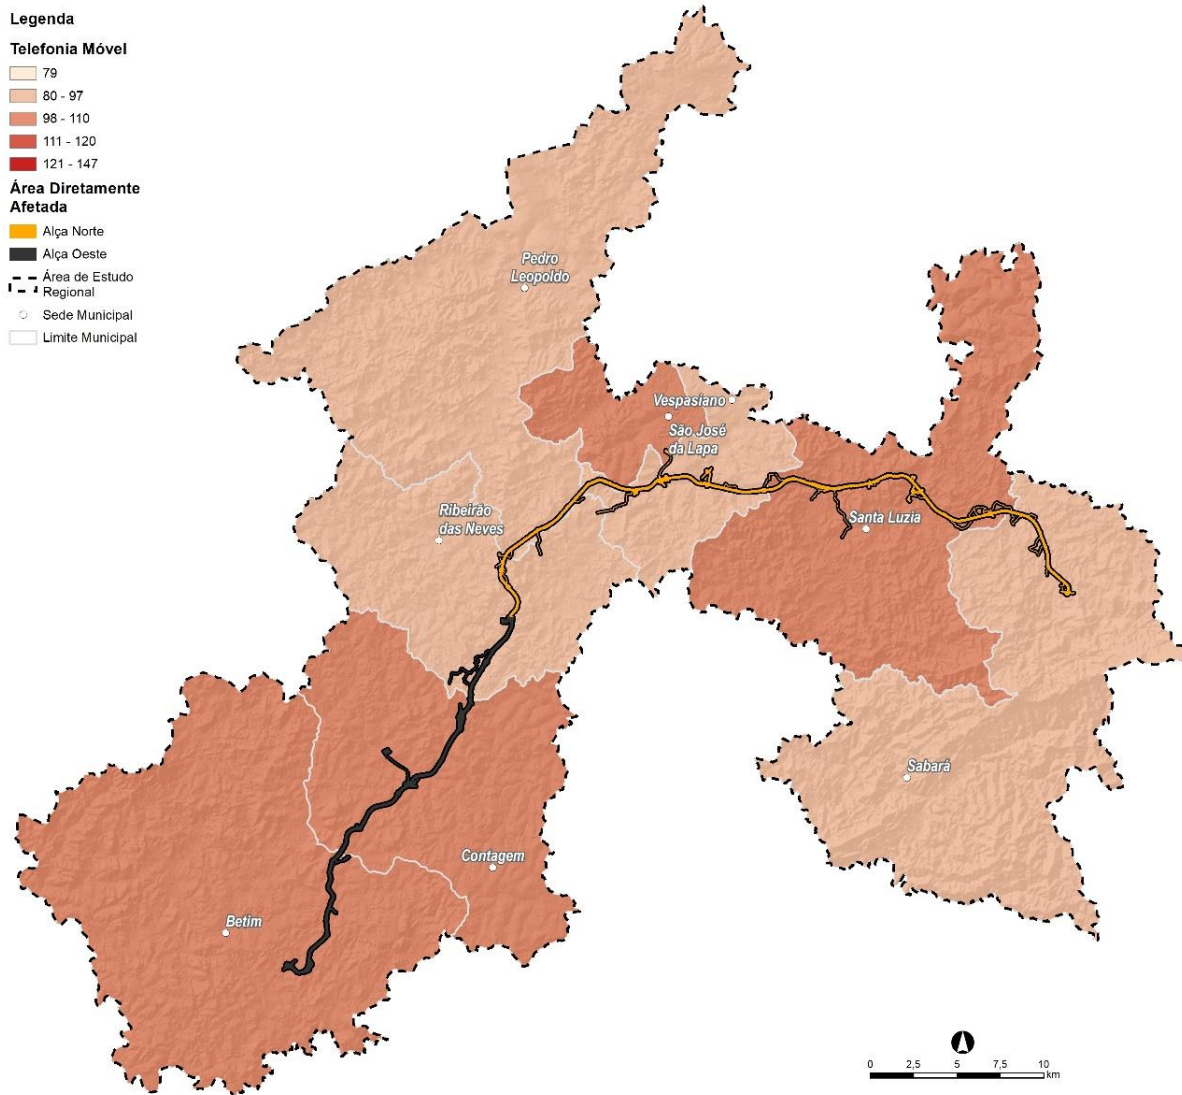 Legenda
Telefonia Móvel
79
80 - 97
98 - 110
111 - 120
121 - 147
Área Diretamente
Afetada
Alça Norte
Alça Oeste
Área de Estudo
Regional
Sede Municipal
Limite Municipal
Pedro
Leopoldo
Vespasiano
São José
da Lapa
Ribeirão
das Neves
Santa Luzia
Sabará
Contagem
Betim
0 2,5 5 7,5 10
km